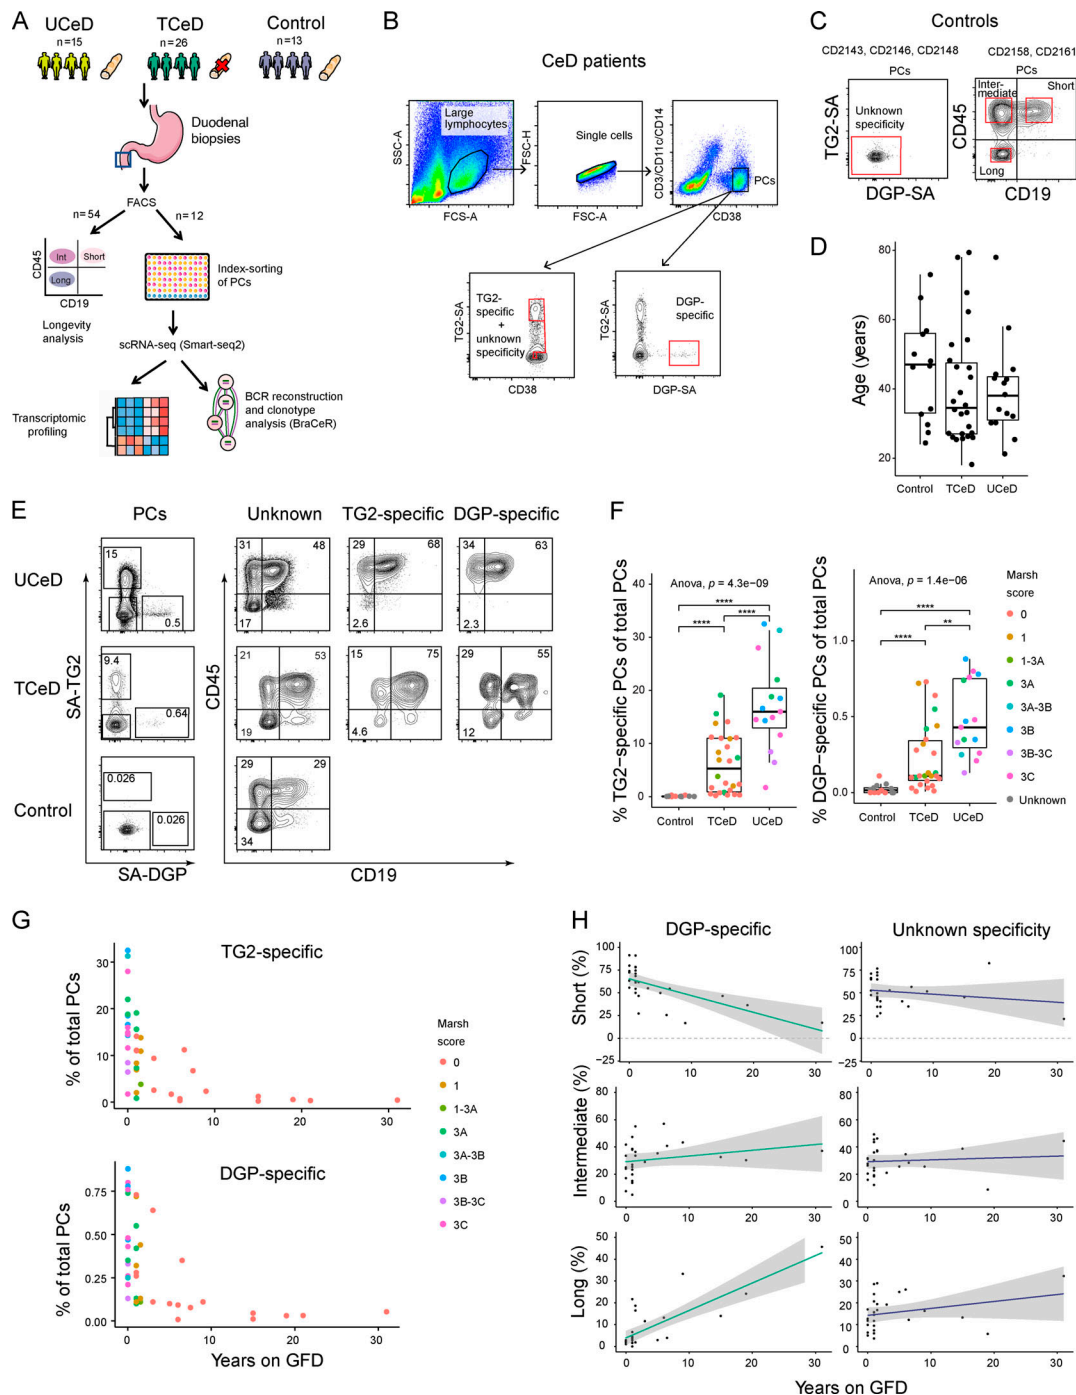 A
UCeD
n=15
TCeD
n=26
Control
n=13
Duodenal
biopsies
FACS
n=54
n=12
CD45
Int
Short
Long
CD19
Longevity
analysis
Index-sorting
of PCs
scRNA-seq (Smart-seq2)
Transcriptomic
profiling
BCR reconstruction
and clonotype
analysis (BraCeR)
B
CeD patients
SSC-A
Large
lymphocytes
FCS-A
FSC-H
Single cells
FSC-A
CD3/CD11c/CD14
PCs
CD38
TG2-SA
TG2-
specific
+
unknown
specificity
CD38
TG2-SA
DGP-
specific
DGP-SA
C
Controls
CD2143, CD2146, CD2148
PCs
TG2-SA
Unknown
specificity
DGP-SA
CD2158, CD2161
PCs
CD45
Inter-
mediate
Short
Long
CD19
D
Age (years)
80
60
40
20
Control
TCeD
UCeD
E
PCs
Unknown
TG2-specific
DGP-specific
UCeD
15
0.5
31
48
17
29
68
2.6
34
63
2.3
TCeD
9.4
0.64
21
53
19
15
75
4.6
29
55
12
Control
0.026
0.026
29
29
34
SA-TG2
SA-DGP
CD45
CD19
F
% TG2-specific PCs of total PCs
Anova, p = 4.3e−09
****
****
****
40
30
20
10
0
Control
TCeD
UCeD
% DGP-specific PCs of total PCs
Anova, p = 1.4e−06
****
**
****
1.0
0.5
0.0
Control
TCeD
UCeD
Marsh
score
0
1
1-3A
3A
3A-3B
3B
3B-3C
3C
Unknown
G
TG2-specific
% of total PCs
30
20
10
0
0
10
20
30
DGP-specific
% of total PCs
0.75
0.50
0.25
0.00
0
10
20
30
Years on GFD
Marsh
score
0
1
1-3A
3A
3A-3B
3B
3B-3C
3C
H
DGP-specific
Unknown specificity
Short (%)
100
75
50
25
0
−25
0
10
20
30
100
75
50
25
0
−25
0
10
20
30
Intermediate (%)
80
60
40
20
0
0
10
20
30
80
60
40
20
0
0
10
20
30
Long (%)
50
40
30
20
10
0
0
10
20
30
50
40
30
20
10
0
0
10
20
30
Years on GFD